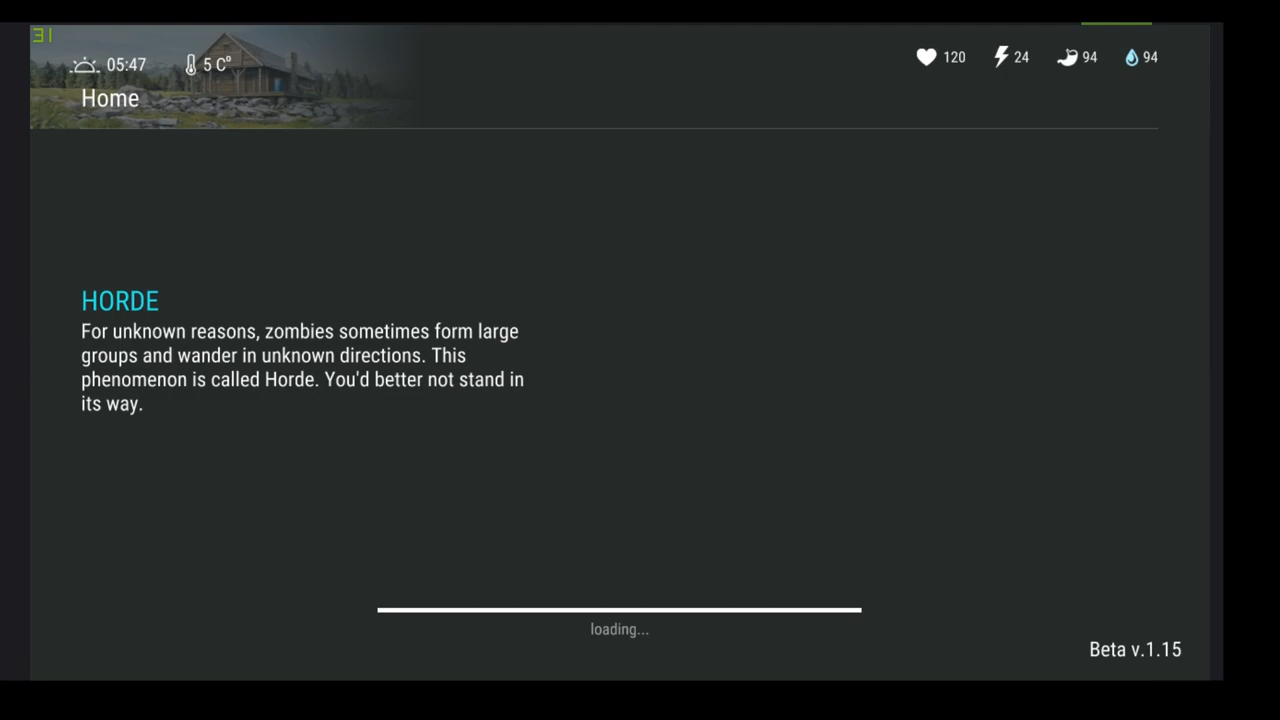 31
05:47 5 C°
120 24 94 94
Home
HORDE
For unknown reasons, zombies sometimes form large
groups and wander in unknown directions. This
phenomenon is called Horde. You'd better not stand in
its way.
loading...
Beta v.1.15